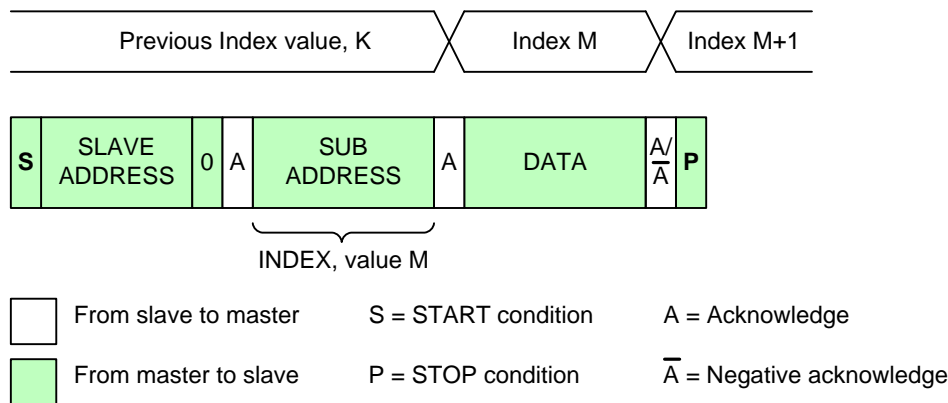 Previous Index value, K Index M Index M+1
S SLAVE ADDRESS 0 A SUB ADDRESS A DATA A/A̅ P
INDEX, value M
From slave to master S = START condition A = Acknowledge
From master to slave P = STOP condition A̅ = Negative acknowledge